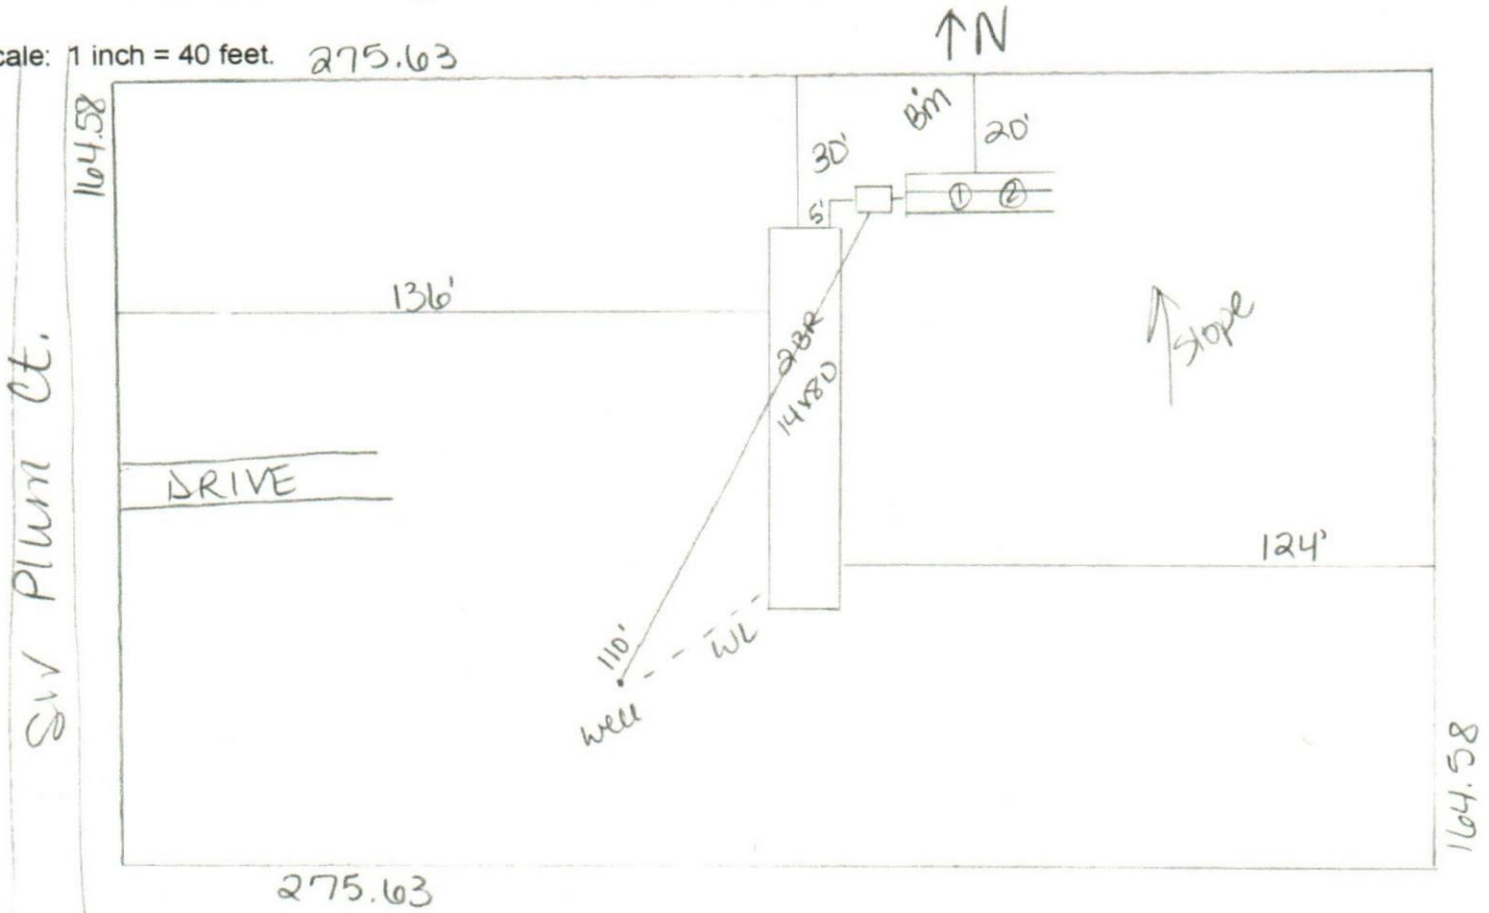 cale: 1 inch = 40 feet. 275.63
↑N
164.58
BM
30'
20'
5'
① ②
136'
2BR
14x80
Slope
SW Plum Ct.
DRIVE
124'
110'
WL
well
164.58
275.63